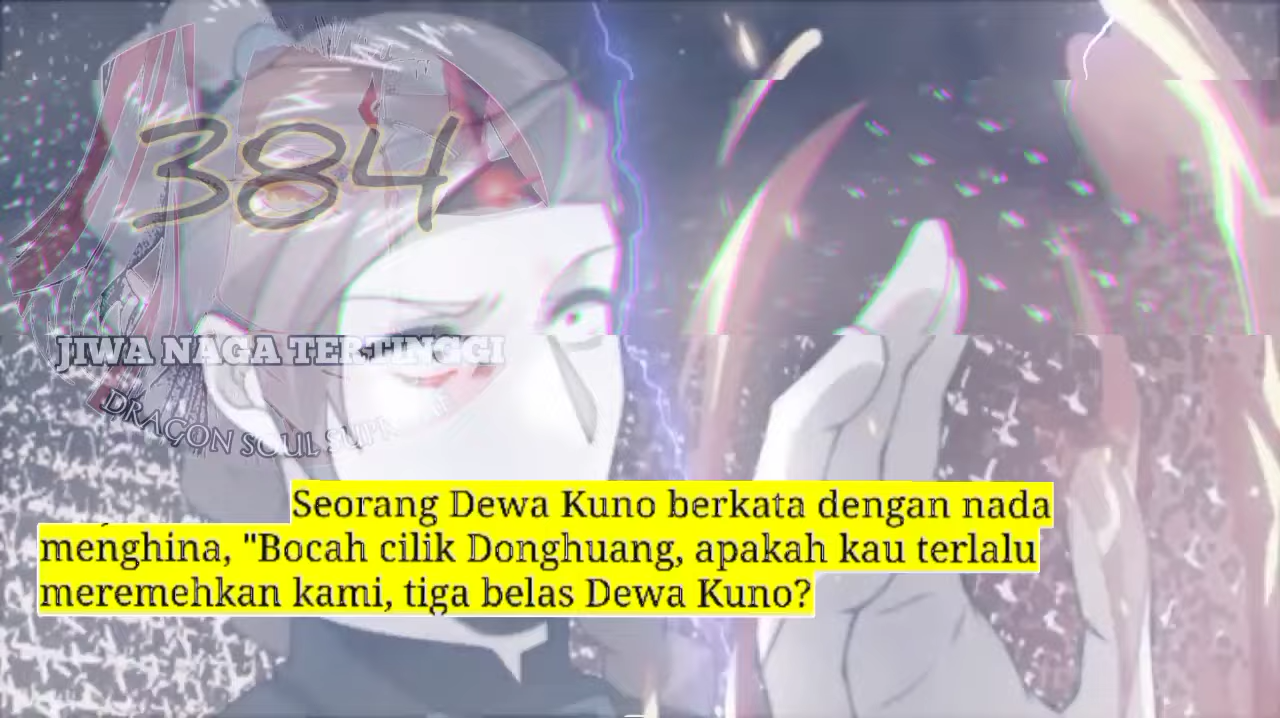 384
JIWA NAGA TERTINGGI
DRAGON SOUL
Seorang Dewa Kuno berkata dengan nada
menghina, "Bocah cilik Donghuang, apakah kau terlalu
meremehkan kami, tiga belas Dewa Kuno?